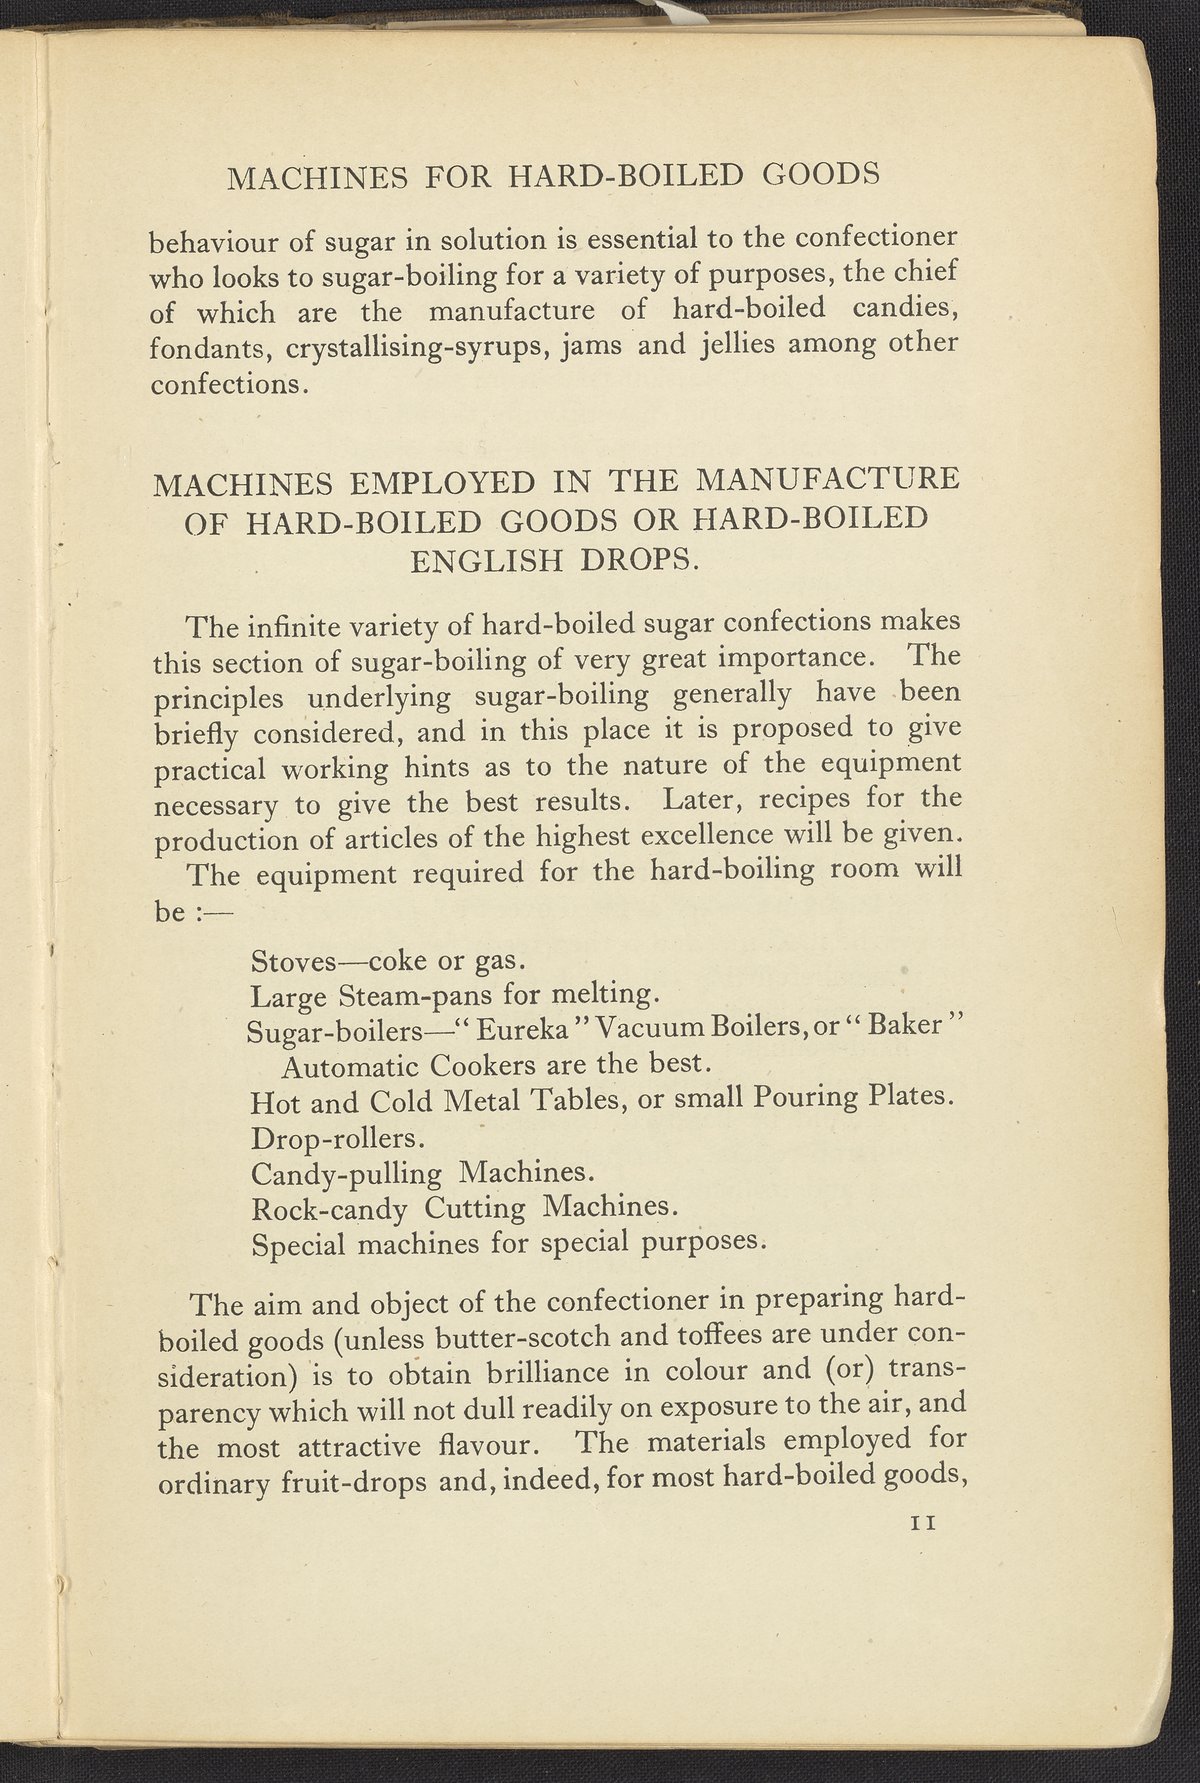 MACHINES FOR HARD-BOILED GOODS
behaviour of sugar in solution is essential to the confectioner
who looks to sugar-boiling for a variety of purposes, the chief
of which are the manufacture of hard-boiled candies,
fondants, crystallising-syrups, jams and jellies among other
confections.
MACHINES EMPLOYED IN THE MANUFACTURE
OF HARD-BOILED GOODS OR HARD-BOILED
ENGLISH DROPS.
The infinite variety of hard-boiled sugar confections makes
this section of sugar-boiling of very great importance. The
principles underlying sugar-boiling generally have been
briefly considered, and in this place it is proposed to give
practical working hints as to the nature of the equipment
necessary to give the best results. Later, recipes for the
production of articles of the highest excellence will be given.
The equipment required for the hard-boiling room will
be :—
Stoves—coke or gas.
Large Steam-pans for melting.
Sugar-boilers—“ Eureka ” Vacuum Boilers, or “ Baker ”
Automatic Cookers are the best.
Hot and Cold Metal Tables, or small Pouring Plates.
Drop-rollers.
Candy-pulling Machines.
Rock-candy Cutting Machines.
Special machines for special purposes.
The aim and object of the confectioner in preparing hard-
boiled goods (unless butter-scotch and toffees are under con-
sideration) is to obtain brilliance in colour and (or) trans-
parency which will not dull readily on exposure to the air, and
the most attractive flavour. The materials employed for
ordinary fruit-drops and, indeed, for most hard-boiled goods,
11